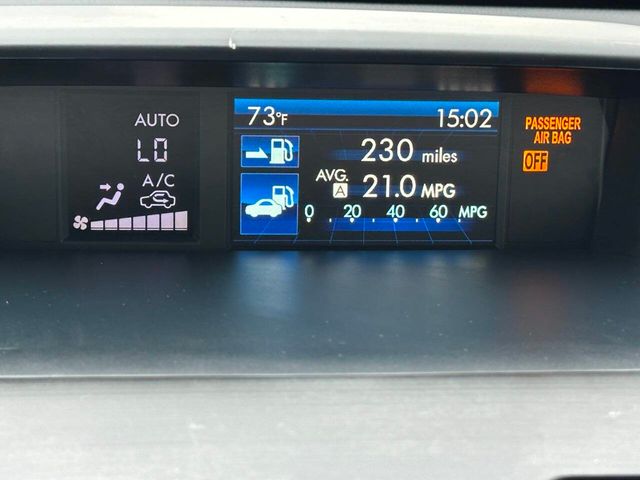 AUTO
LO
A/C
73°F 15:02
230 miles
AVG.
A 21.0 MPG
0 20 40 60 MPG
PASSENGER
AIR BAG
OFF